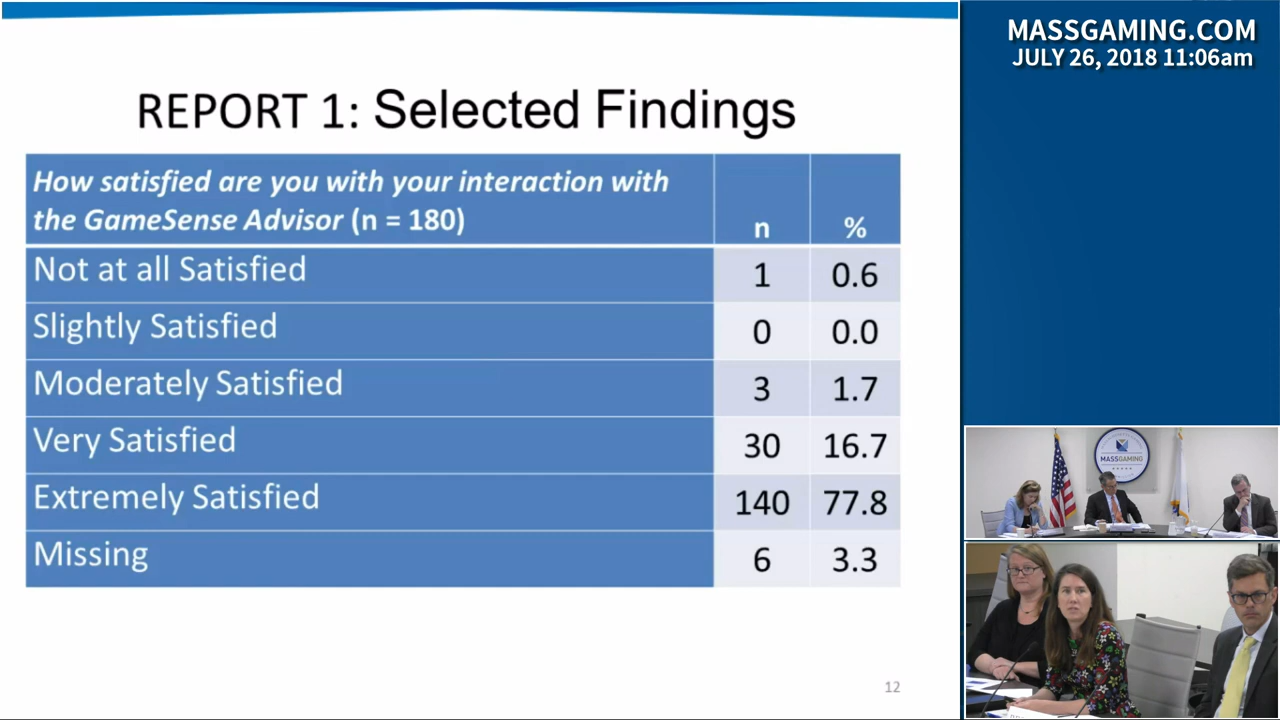 MASSGAMING.COM
JULY 26, 2018 11:06am
REPORT 1: Selected Findings
How satisfied are you with your interaction with
the GameSense Advisor (n = 180) n %
Not at all Satisfied 1 0.6
Slightly Satisfied 0 0.0
Moderately Satisfied 3 1.7
Very Satisfied 30 16.7
Extremely Satisfied 140 77.8
Missing 6 3.3
12
MASSGAMING